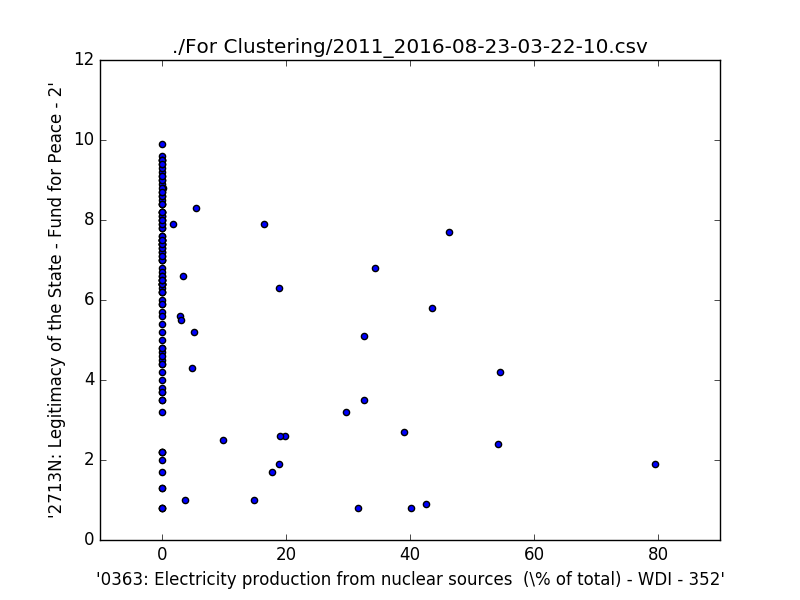 ./For Clustering/2011_2016-08-23-03-22-10.csv
12
10
8
6
4
2
0
'2713N: Legitimacy of the State - Fund for Peace - 2'
0 20 40 60 80
'0363: Electricity production from nuclear sources  (\% of total) - WDI - 352'